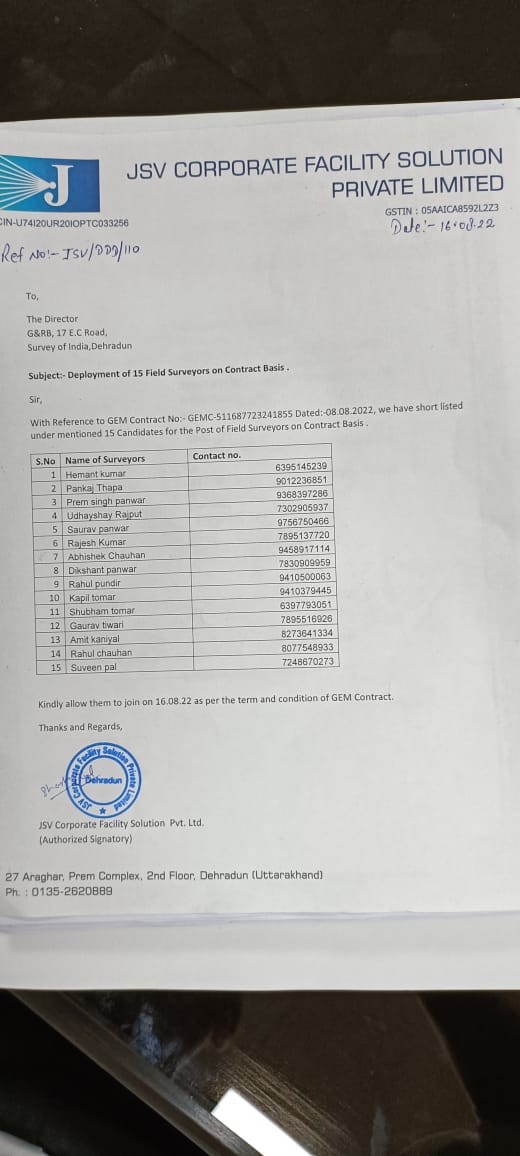 J
JSV CORPORATE FACILITY SOLUTION
PRIVATE LIMITED
CIN-U74120UR2010PTC033256
GSTIN : 05AAICA8592L2Z3
Date:- 16.08.22
Ref No:- JSV/DDD/110
To,
The Director
G&RB, 17 E.C Road,
Survey of India,Dehradun
Subject:- Deployment of 15 Field Surveyors on Contract Basis .
Sir,
With Reference to GEM Contract No:- GEMC-511687723241855 Dated:-08.08.2022, we have short listed
under mentioned 15 Candidates for the Post of Field Surveyors on Contract Basis .
S.No Name of Surveyors Contact no.
1 Hemant kumar 6395145239
2 Pankaj Thapa 9012236851
3 Prem singh panwar 9368397286
4 Udhayshay Rajput 7302905937
5 Saurav panwar 9756750466
6 Rajesh Kumar 7895137720
7 Abhishek Chauhan 9458917114
8 Dikshant panwar 7830909959
9 Rahul pundir 9410500063
10 Kapil tomar 9410379445
11 Shubham tomar 6397793051
12 Gaurav tiwari 7895516926
13 Amit kaniyal 8273641334
14 Rahul chauhan 8077548933
15 Suveen pal 7248670273
Kindly allow them to join on 16.08.22 as per the term and condition of GEM Contract.
Thanks and Regards,
JSV Corporate Facility Solution Private Limited
Dehradun
JSV Corporate Facility Solution Pvt. Ltd.
(Authorized Signatory)
27 Araghar, Prem Complex, 2nd Floor, Dehradun (Uttarakhand)
Ph. : 0135-2620889